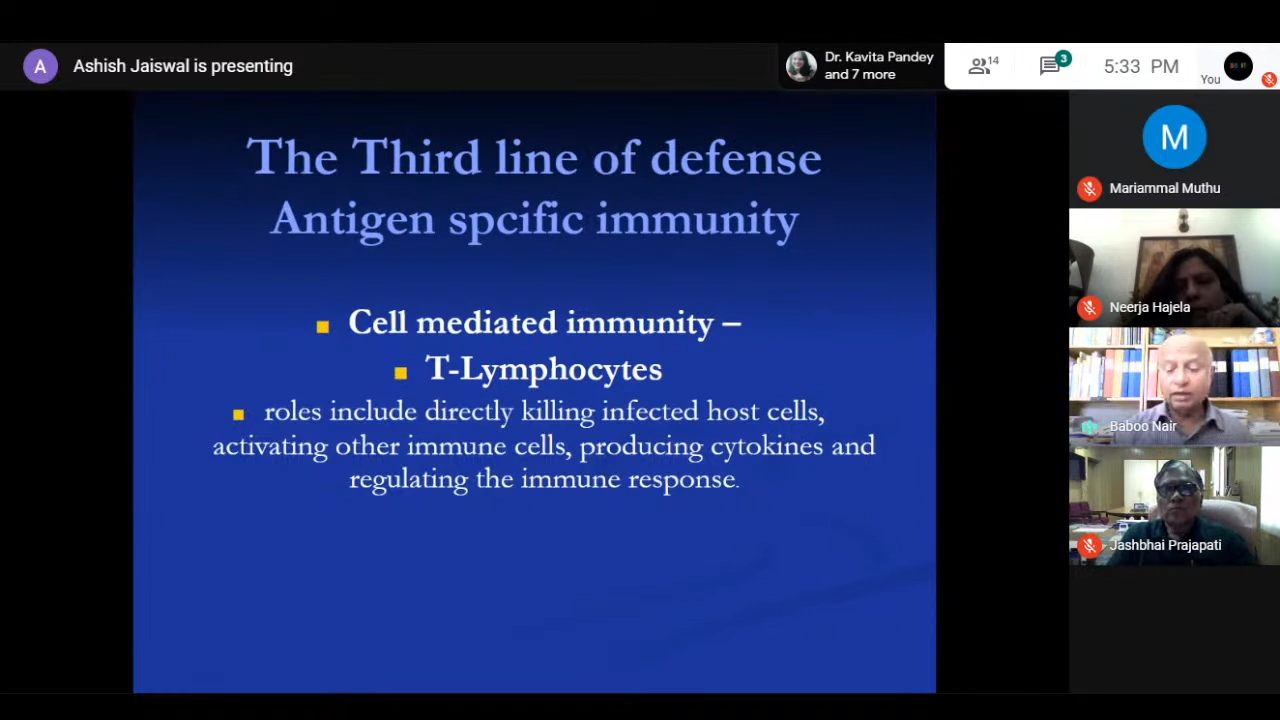 A
Ashish Jaiswal is presenting
Dr. Kavita Pandey
and 7 more
14
3
5:33 PM
You
The Third line of defense
Antigen spcific immunity
Cell mediated immunity –
T-Lymphocytes
roles include directly killing infected host cells,
activating other immune cells, producing cytokines and
regulating the immune response.
M
Mariammal Muthu
Neerja Hajela
Baboo Nair
Jashbhai Prajapati